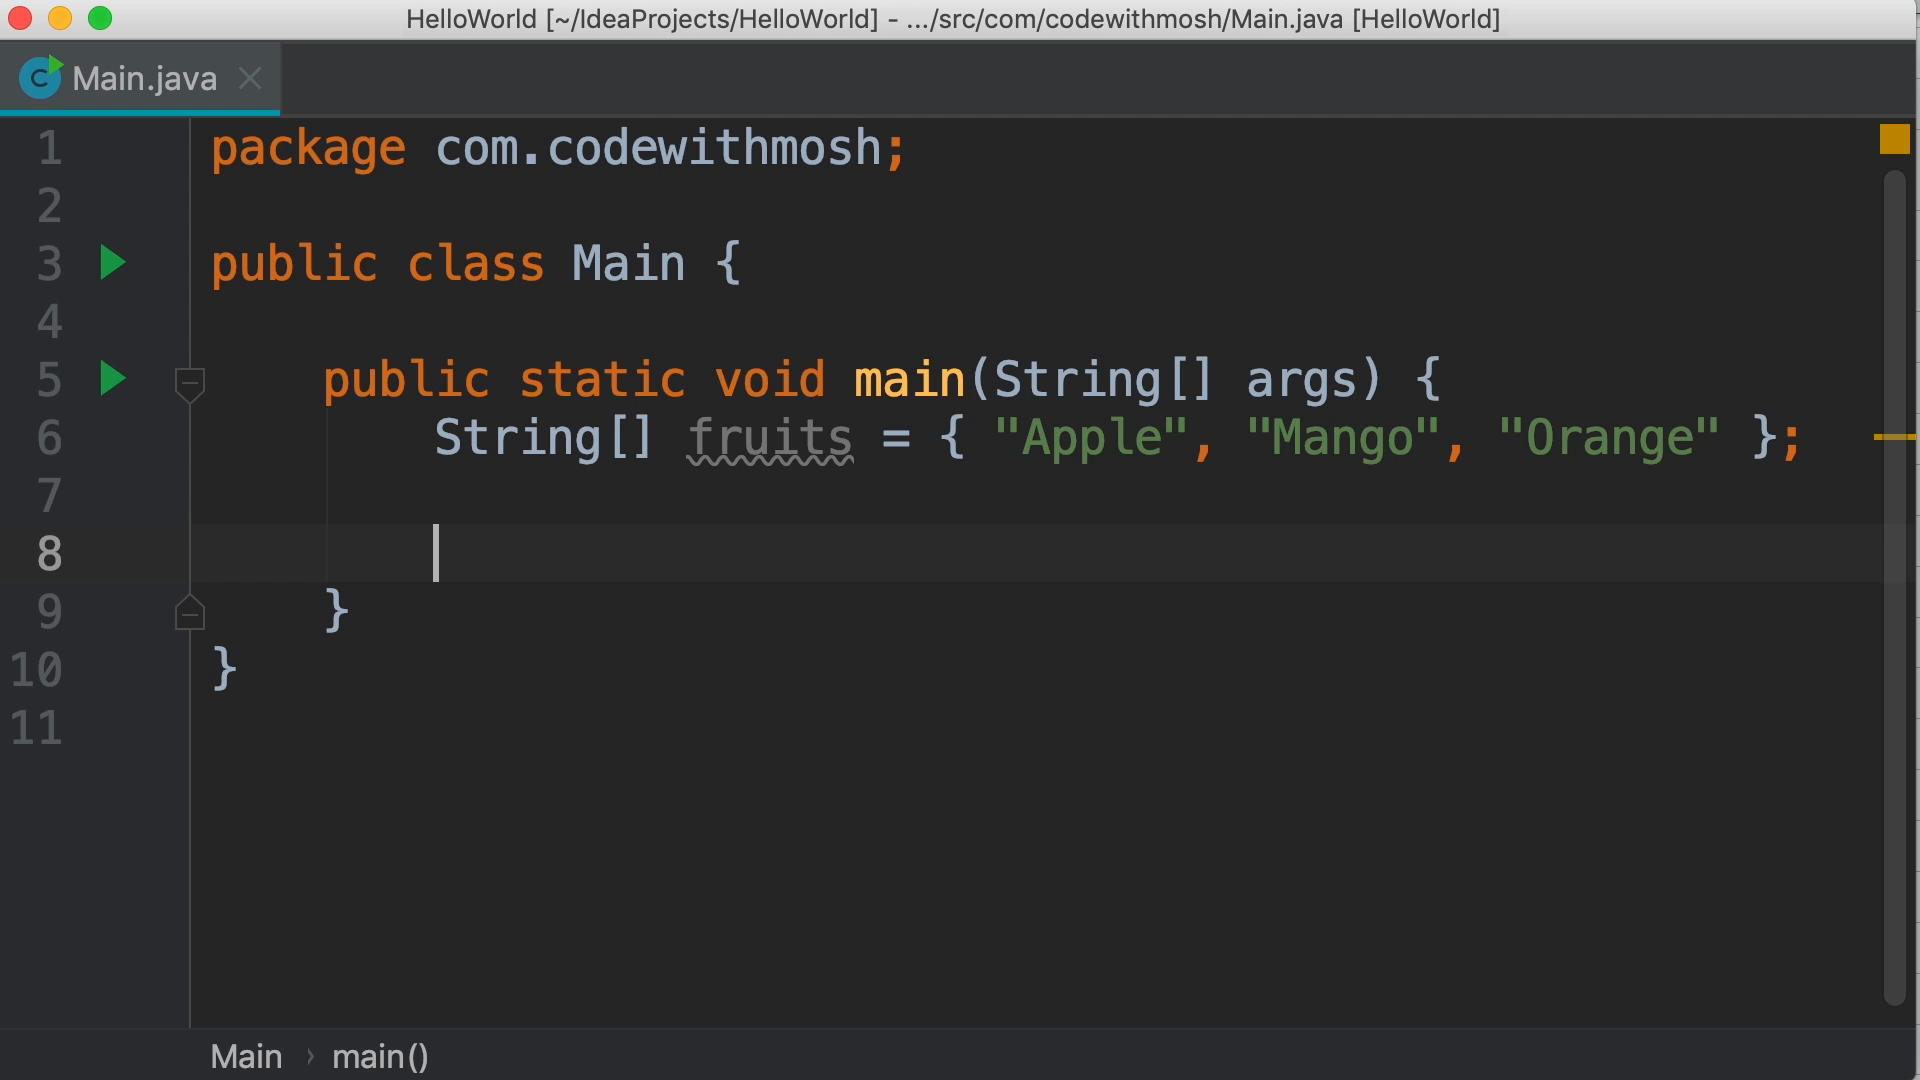 HelloWorld [~/IdeaProjects/HelloWorld] - .../src/com/codewithmosh/Main.java [HelloWorld]
C Main.java
1 package com.codewithmosh;
2
3 public class Main {
4
5 public static void main(String[] args) {
6 String[] fruits = { "Apple", "Mango", "Orange" };
7
8
9 }
10 }
11
Main › main()